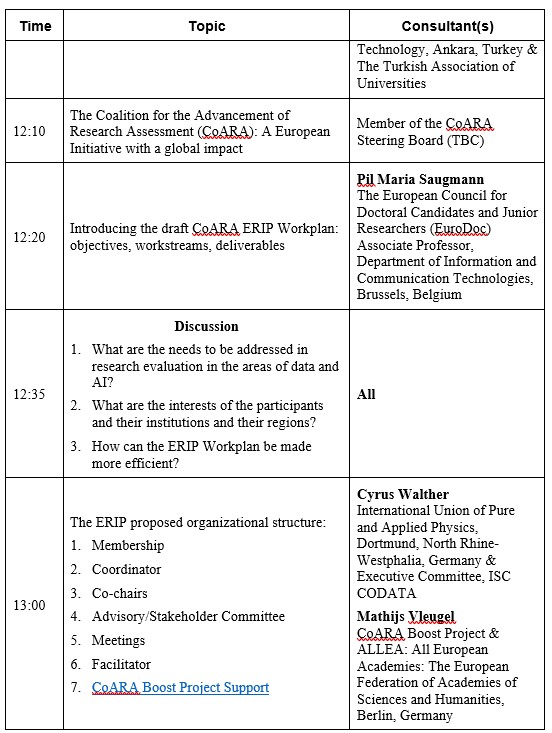 Time
Topic
Consultant(s)
Technology, Ankara, Turkey &
The Turkish Association of
Universities
12:10
The Coalition for the Advancement of
Research Assessment (CoARA): A European
Initiative with a global impact
Member of the CoARA
Steering Board (TBC)
12:20
Introducing the draft CoARA ERIP Workplan:
objectives, workstreams, deliverables
Pil Maria Saugmann
The European Council for
Doctoral Candidates and Junior
Researchers (EuroDoc)
Associate Professor,
Department of Information and
Communication Technologies,
Brussels, Belgium
12:35
Discussion
1. What are the needs to be addressed in
research evaluation in the areas of data and
AI?
2. What are the interests of the participants
and their institutions and their regions?
3. How can the ERIP Workplan be made
more efficient?
All
13:00
The ERIP proposed organizational structure:
1. Membership
2. Coordinator
3. Co-chairs
4. Advisory/Stakeholder Committee
5. Meetings
6. Facilitator
7. CoARA Boost Project Support
Cyrus Walther
International Union of Pure
and Applied Physics,
Dortmund, North Rhine-
Westphalia, Germany &
Executive Committee, ISC
CODATA
Mathijs Vleugel
CoARA Boost Project &
ALLEA: All European
Academies: The European
Federation of Academies of
Sciences and Humanities,
Berlin, Germany